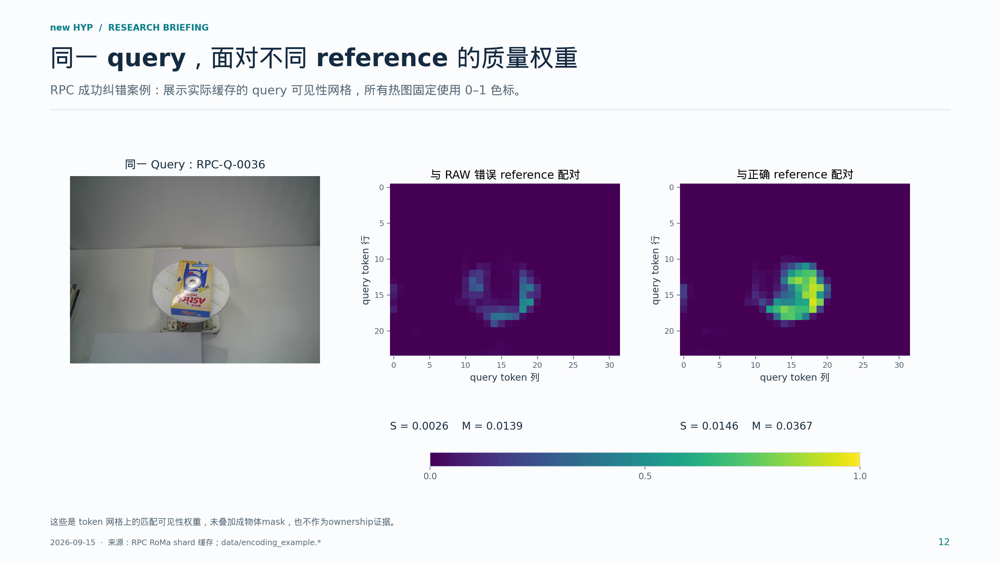 new HYP / RESEARCH BRIEFING
同一 query，面对不同 reference 的质量权重
RPC 成功纠错案例：展示实际缓存的 query 可见性网格，所有热图固定使用 0–1 色标。
同一 Query：RPC-Q-0036
AStick
mini
与 RAW 错误 reference 配对
0
5
10
15
20
query token 行
0 5 10 15 20 25 30
query token 列
S = 0.0026 M = 0.0139
与正确 reference 配对
0
5
10
15
20
query token 行
0 5 10 15 20 25 30
query token 列
S = 0.0146 M = 0.0367
0.0 0.5 1.0
这些是 token 网格上的匹配可见性权重，未叠加成物体mask，也不作为ownership证据。
2026-09-15 · 来源：RPC RoMa shard 缓存；data/encoding_example.*
12